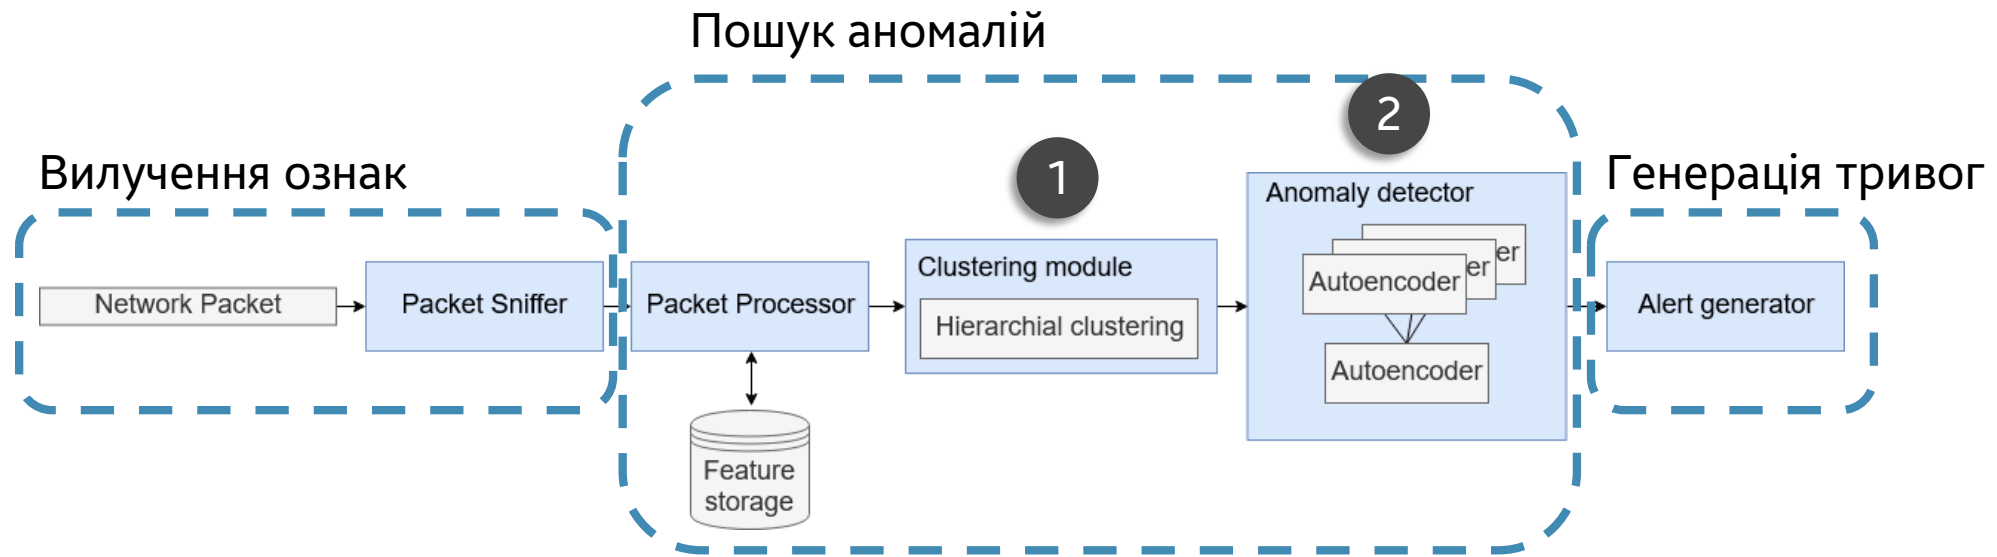 Пошук аномалій
2
1
Вилучення ознак
Генерація тривог
Network Packet
Packet Sniffer
Packet Processor
Feature
storage
Clustering module
Hierarchial clustering
Anomaly detector
er
er
Autoencoder
Autoencoder
Alert generator